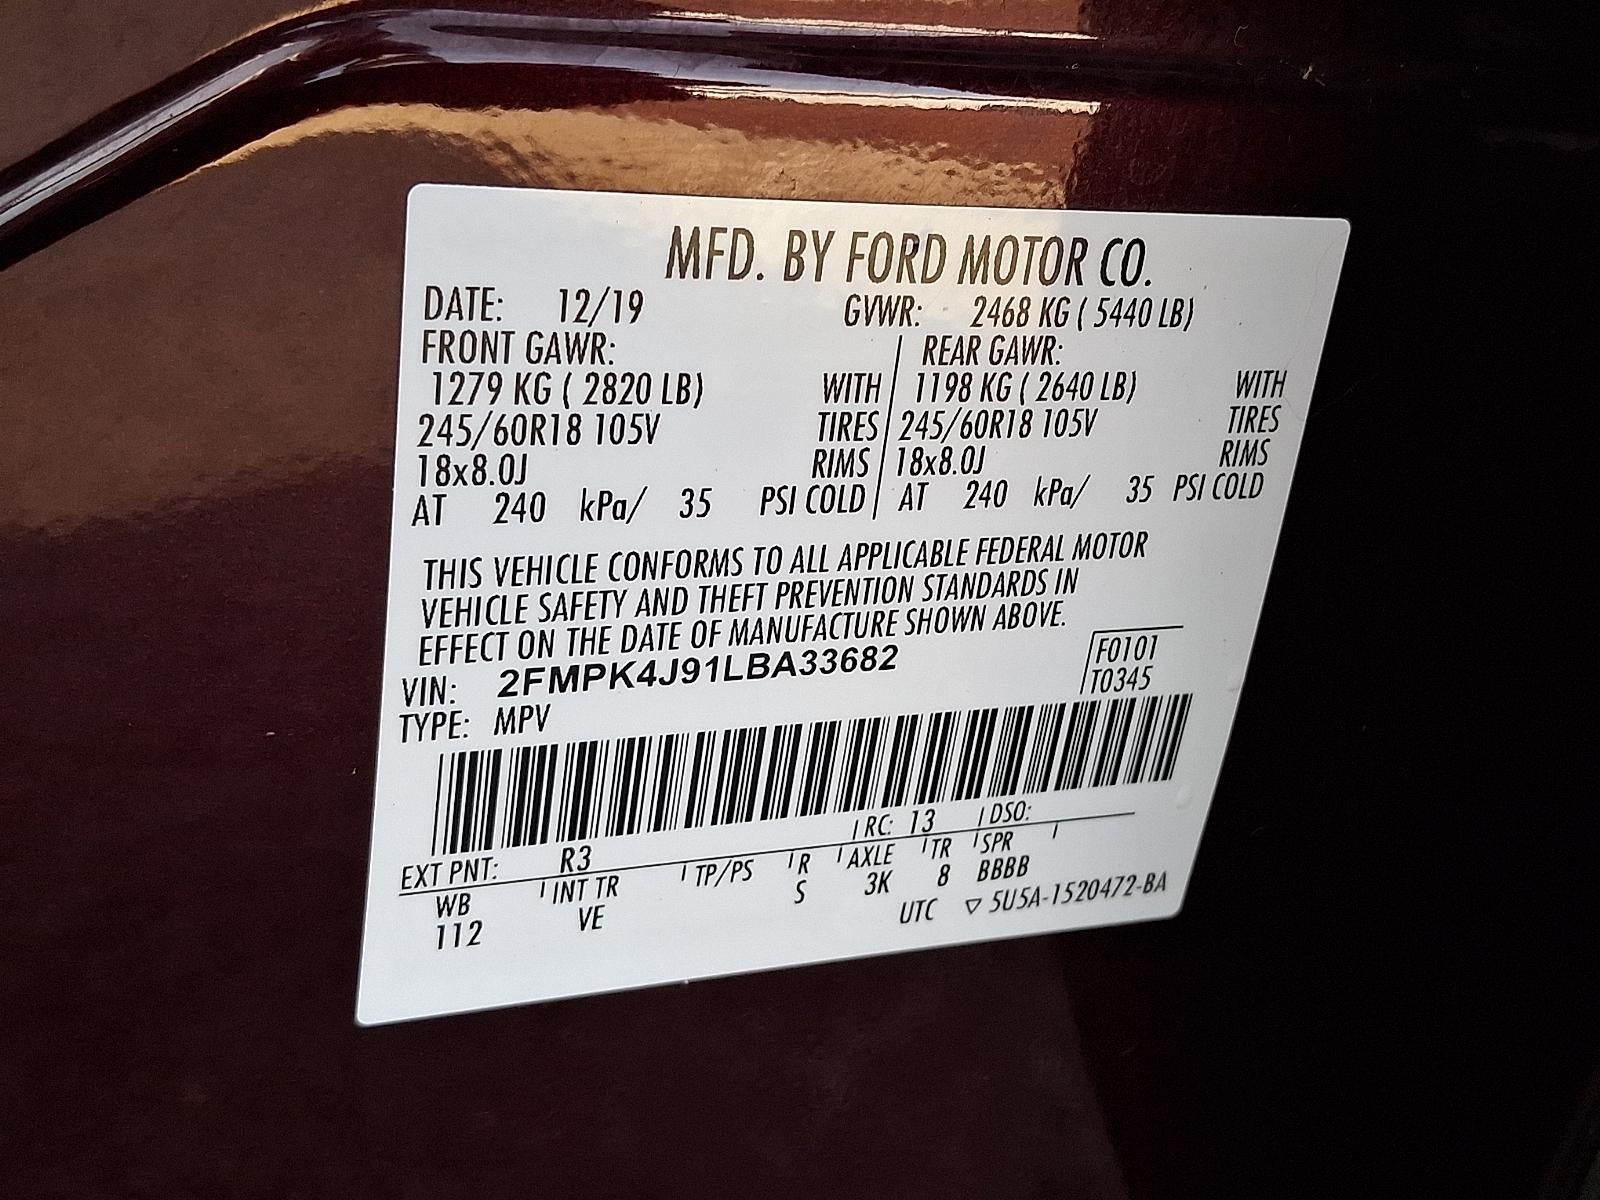 MFD. BY FORD MOTOR CO.
DATE: 12/19 GVWR: 2468 KG ( 5440 LB)
FRONT GAWR: REAR GAWR:
1279 KG ( 2820 LB) WITH 1198 KG ( 2640 LB) WITH
245/60R18 105V TIRES 245/60R18 105V TIRES
18x8.0J RIMS 18x8.0J RIMS
AT 240 kPa/ 35 PSI COLD AT 240 kPa/ 35 PSI COLD
THIS VEHICLE CONFORMS TO ALL APPLICABLE FEDERAL MOTOR
VEHICLE SAFETY AND THEFT PREVENTION STANDARDS IN
EFFECT ON THE DATE OF MANUFACTURE SHOWN ABOVE.
VIN: 2FMPK4J91LBA33682 F0101
TYPE: MPV T0345
EXT PNT: R3 RC: 13 DSO:
WB INT TR TP/PS R AXLE TR SPR
112 VE S 3K 8 BBBB
UTC ▽ 5U5A-1520472-BA